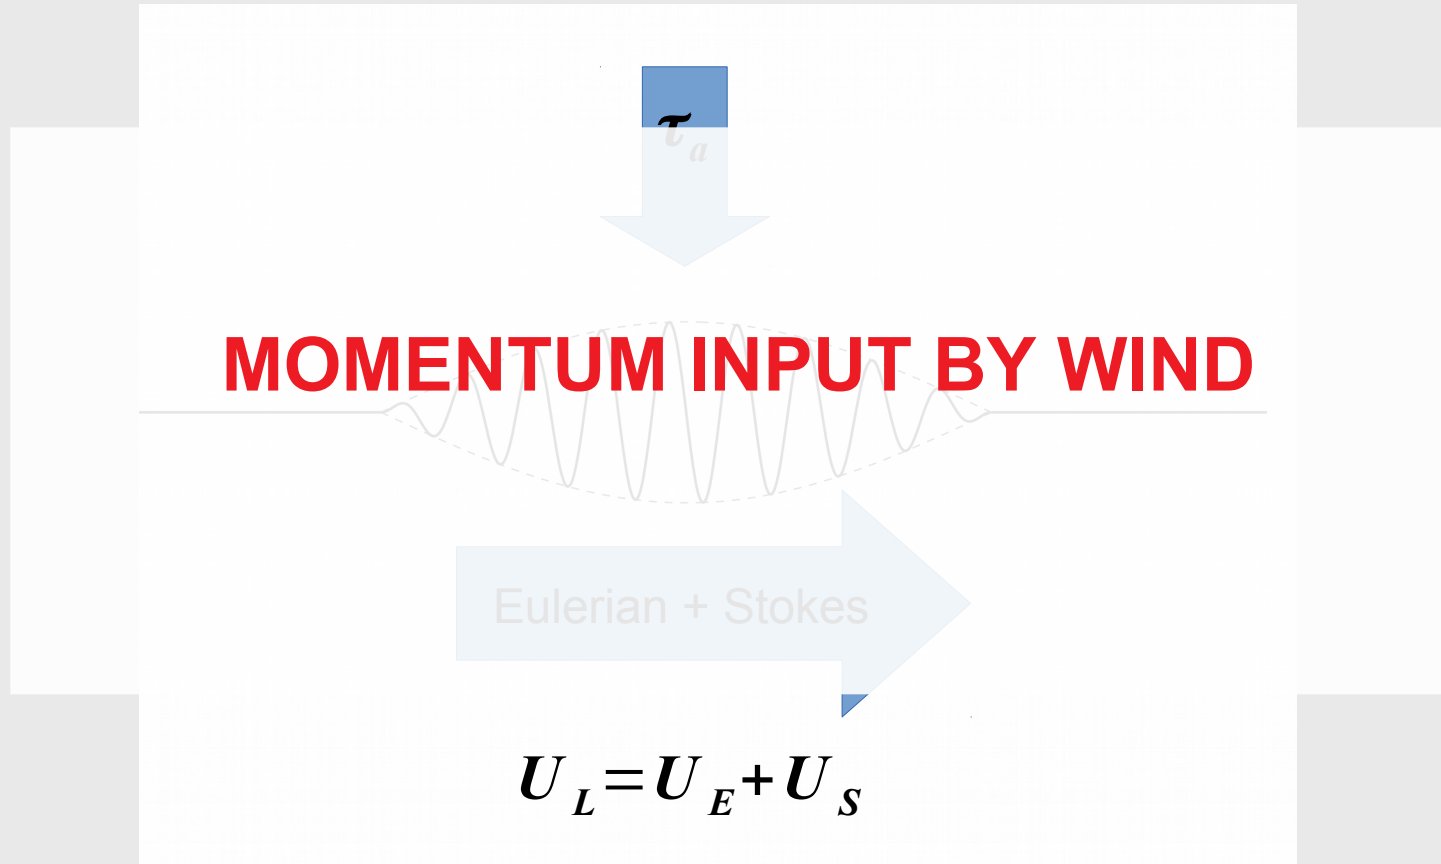 τa
MOMENTUM INPUT BY WIND
Eulerian + Stokes
UL=UE+US